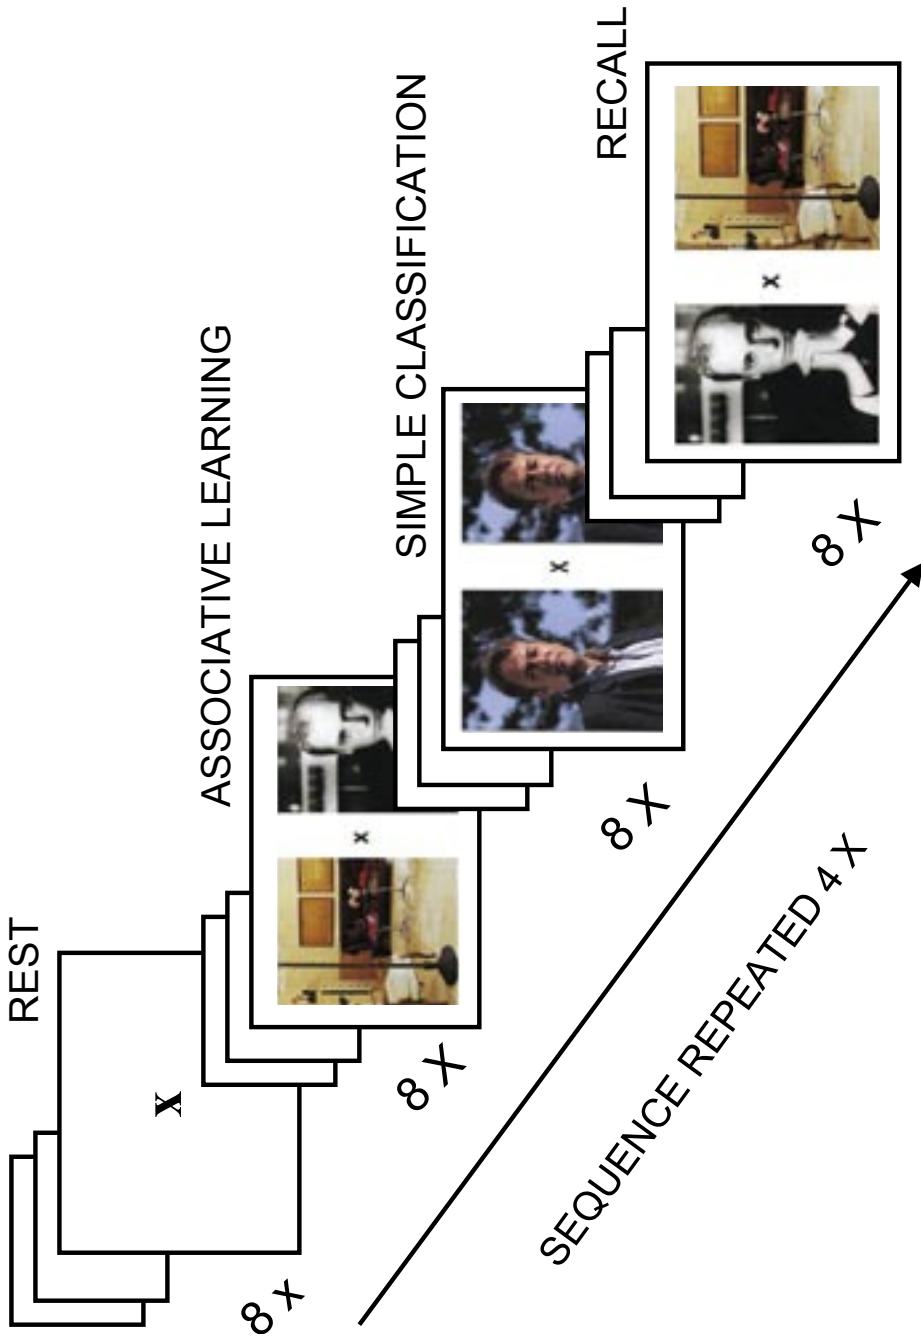 REST
X
8 x
ASSOCIATIVE LEARNING
x
8 X
SIMPLE CLASSIFICATION
x
8 X
RECALL
x
8 X
SEQUENCE REPEATED 4 X